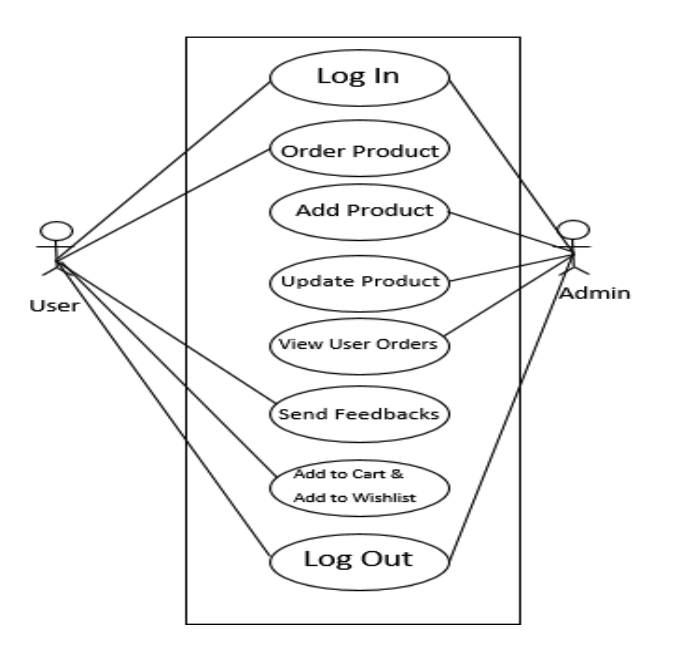 Log In
Order Product
Add Product
Update Product
User
Admin
View User Orders
Send Feedbacks
Add to Cart &
Add to Wishlist
Log Out